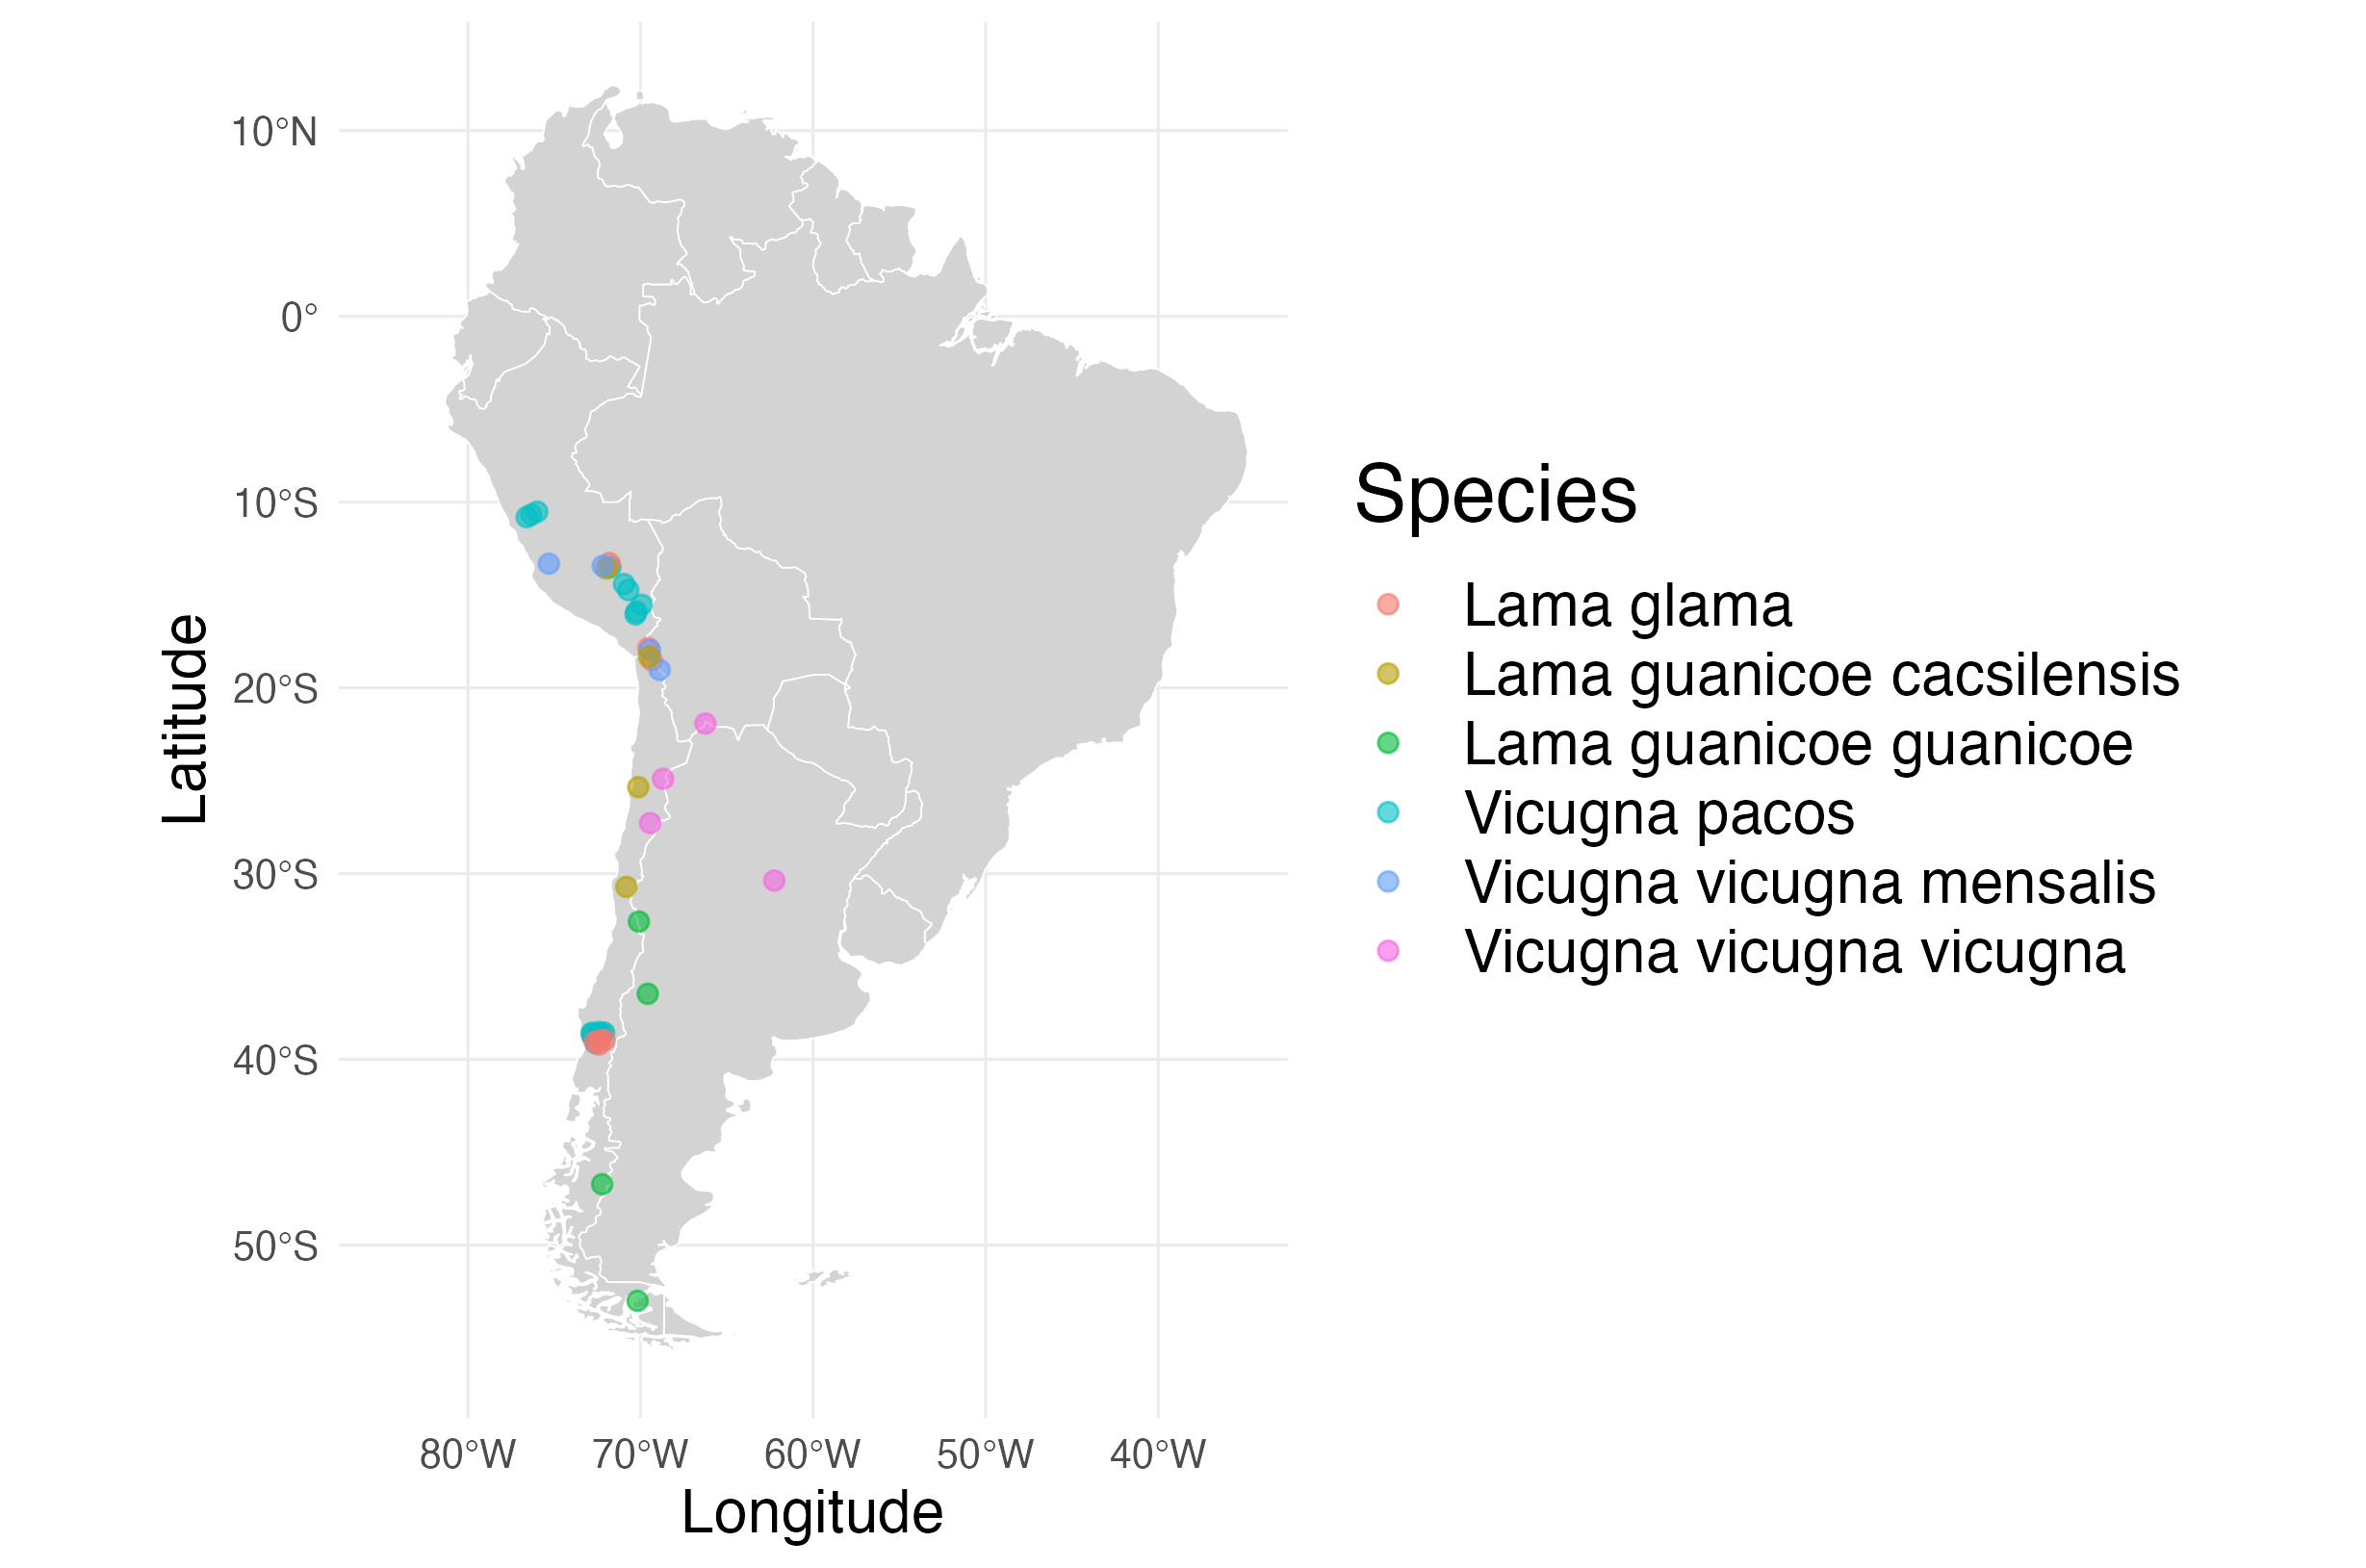 10°N
0°
10°S
20°S
30°S
40°S
50°S
Latitude
80°W
70°W
60°W
50°W
40°W
Longitude
Species
Lama glama
Lama guanicoe cacsilensis
Lama guanicoe guanicoe
Vicugna pacos
Vicugna vicugna mensalis
Vicugna vicugna vicugna